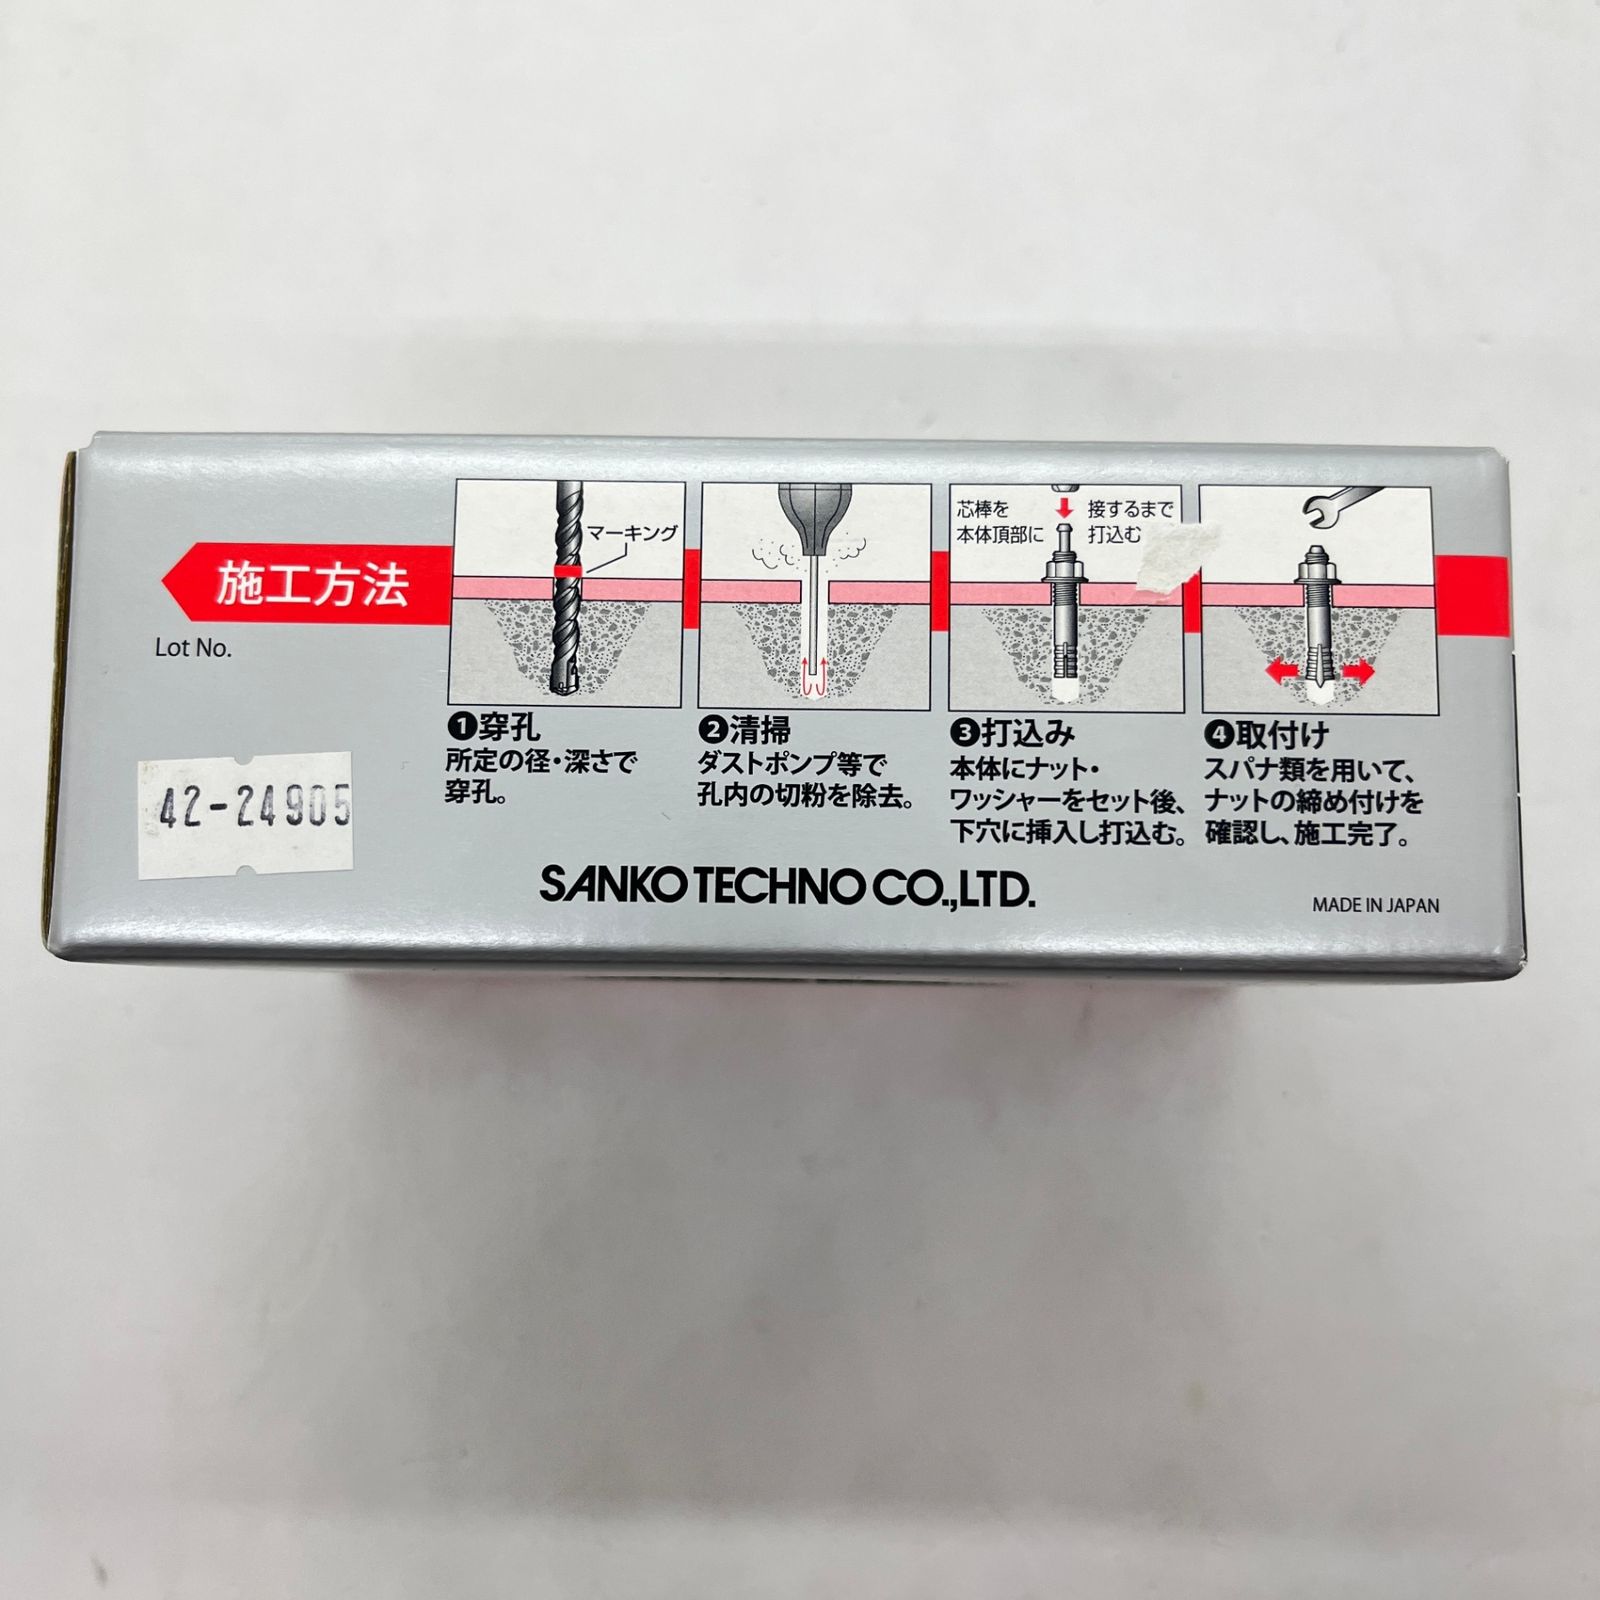 施工方法
Lot No.
42-24905
マーキング
❶穿孔
所定の径・深さで
穿孔。
❷清掃
ダストポンプ等で
孔内の切粉を除去。
芯棒を
本体頂部に
接するまで
打込む
❸打込み
本体にナット・
ワッシャーをセット後、
下穴に挿入し打込む。
❹取付け
スパナ類を用いて、
ナットの締め付けを
確認し、施工完了。
SANKO TECHNO CO.,LTD.
MADE IN JAPAN